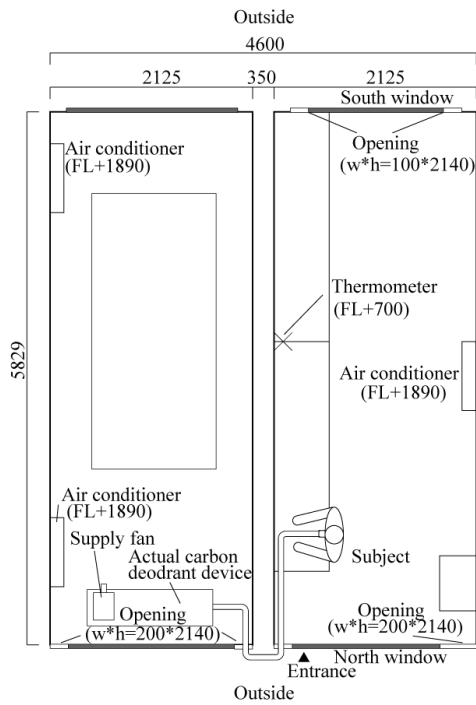 Outside
4600
2125
350
2125
South window
Air conditioner
(FL+1890)
Opening
(w*h=100*2140)
Thermometer
(FL+700)
5829
Air conditioner
(FL+1890)
Air conditioner
(FL+1890)
Supply fan
Actual carbon
deodrant device
Subject
Opening
(w*h=200*2140)
Opening
(w*h=200*2140)
North window
Entrance
Outside